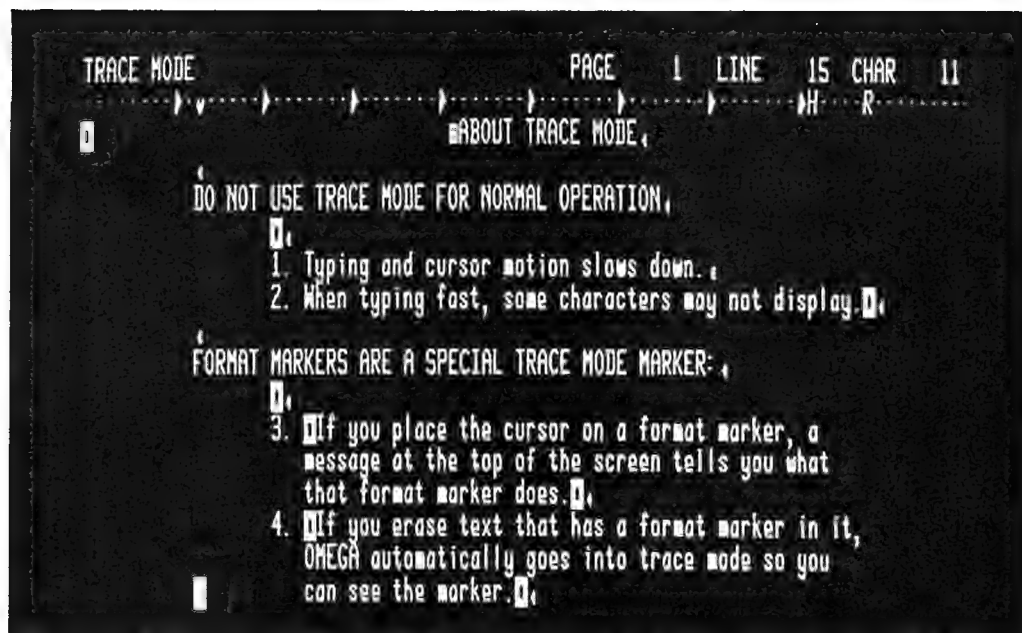 TRACE MODE PAGE 1 LINE 15 CHAR 11
H R
ABOUT TRACE MODE
DO NOT USE TRACE MODE FOR NORMAL OPERATION
1. Typing and cursor motion slows down.
2. When typing fast, some characters may not display.
FORMAT MARKERS ARE A SPECIAL TRACE MODE MARKER:
3. If you place the cursor on a format marker, a
message at the top of the screen tells you what
that format marker does.
4. If you erase text that has a format marker in it,
OMEGA automatically goes into trace mode so you
can see the marker.